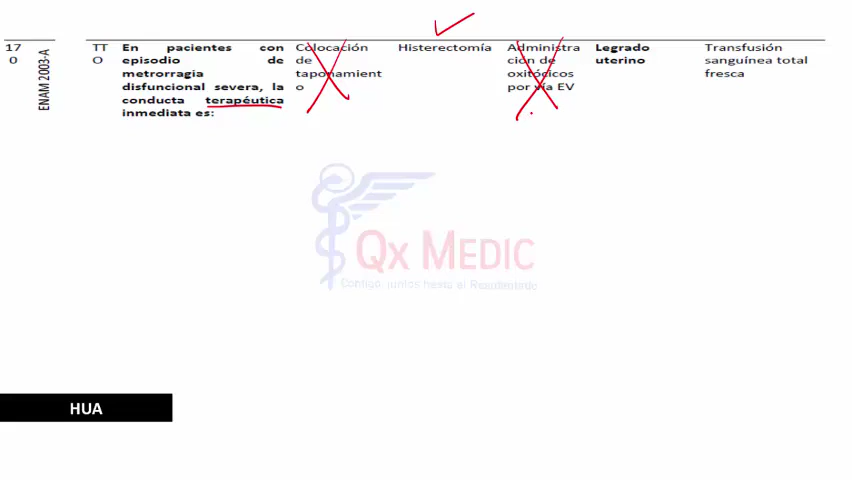 17
0
ENAM 2003-A
TT
O
En pacientes con
episodio de
metrorragia
disfuncional severa, la
conducta terapéutica
inmediata es:
Colocación
de
taponamient
o
Histerectomía
Administra
ción de
oxitócicos
por vía EV
Legrado
uterino
Transfusión
sanguínea total
fresca
QX MEDIC
Contigo, juntos hasta el Residentado
HUA